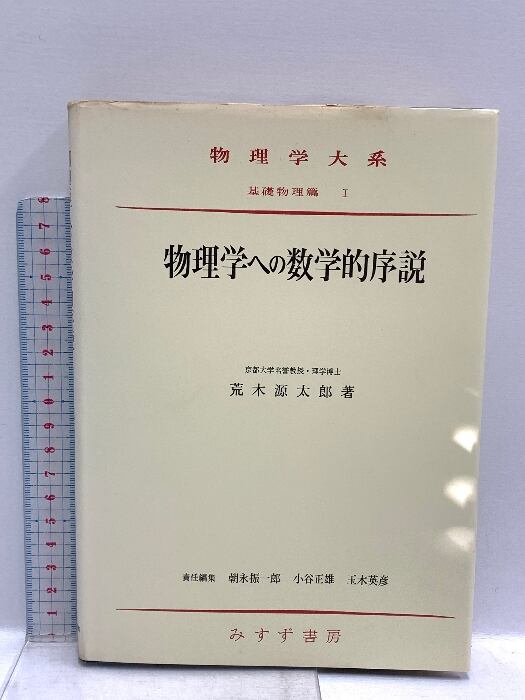 物理学大系
基礎物理篇 I
物理学への数学的序説
京都大学名誉教授・理学博士
荒木源太郎著
責任編集 朝永振一郎 小谷正雄 玉木英彦
みすず書房